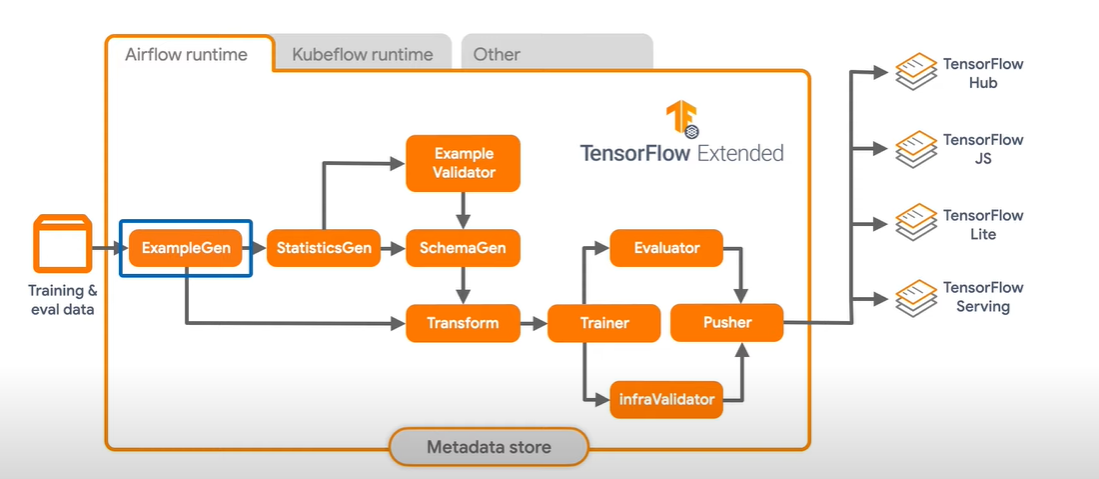 Airflow runtime
Kubeflow runtime
Other
TensorFlow Extended
Training &
eval data
ExampleGen
StatisticsGen
Example
Validator
SchemaGen
Transform
Trainer
Evaluator
infraValidator
Pusher
Metadata store
TensorFlow
Hub
TensorFlow
JS
TensorFlow
Lite
TensorFlow
Serving